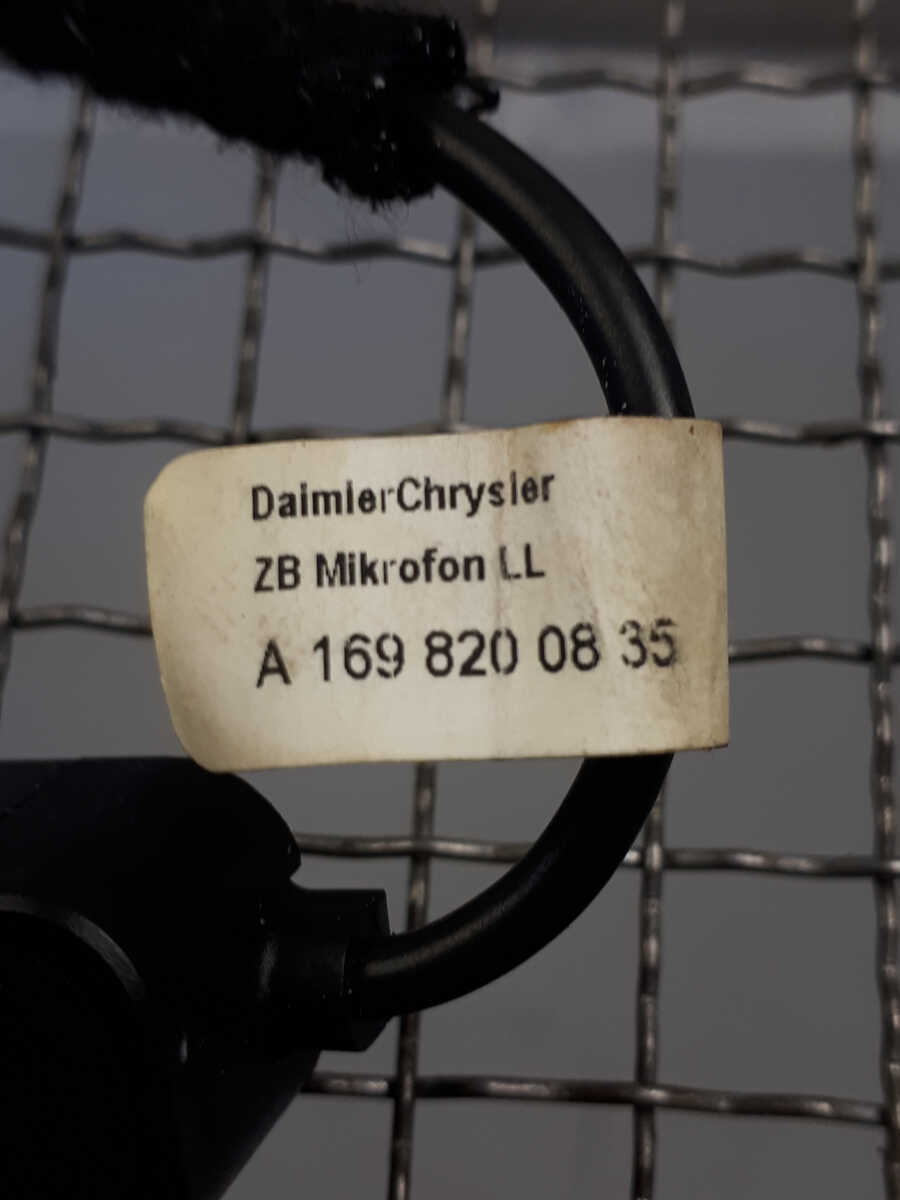 DaimlerChrysler
ZB Mikrofon LL
A 169 820 08 35